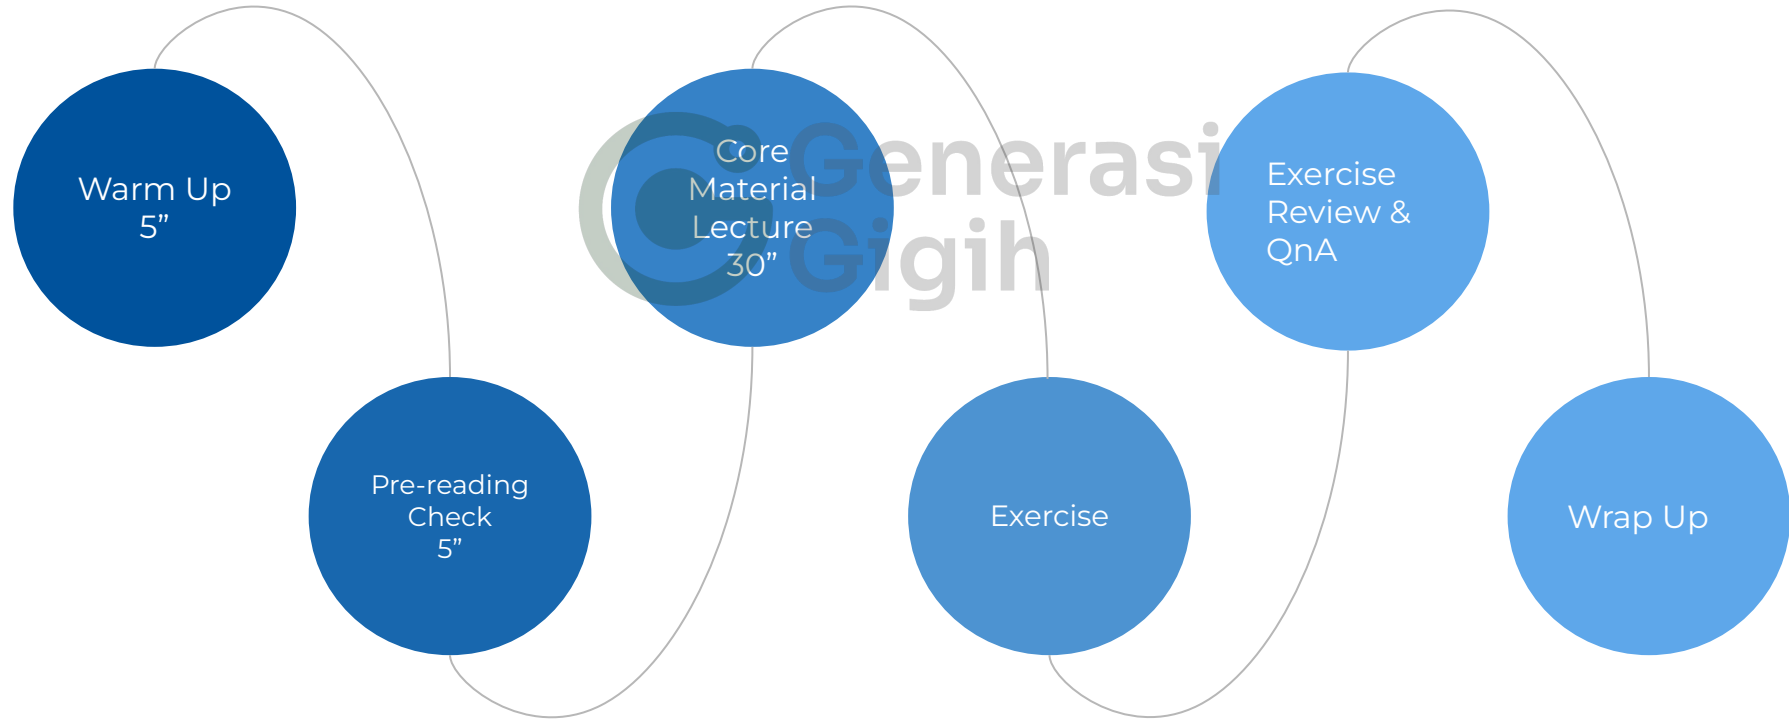 Warm Up
5”
Pre-reading
Check
5”
Core
Material
Lecture
30”
Generasi
Gigih
Exercise
Exercise
Review &
QnA
Wrap Up